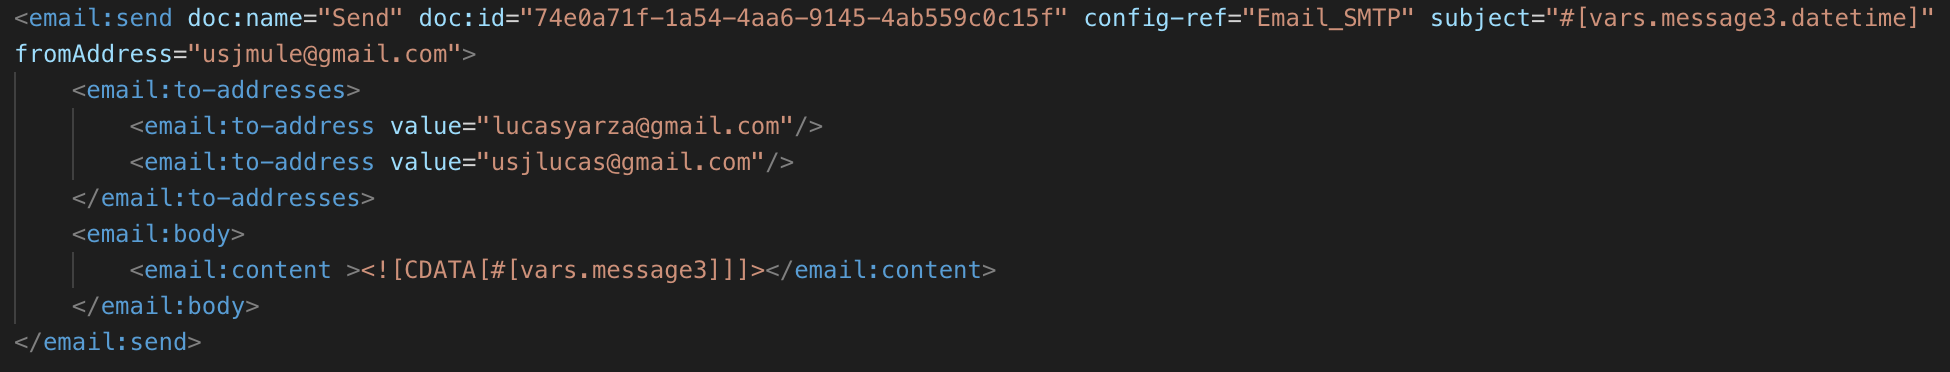 <email:send doc:name="Send" doc:id="74e0a71f-1a54-4aa6-9145-4ab559c0c15f" config-ref="Email_SMTP" subject="#[vars.message3.datetime]"
fromAddress="usjmule@gmail.com">
<email:to-addresses>
<email:to-address value="lucasyarza@gmail.com"/>
<email:to-address value="usjlucas@gmail.com"/>
</email:to-addresses>
<email:body>
<email:content ><![CDATA[#[vars.message3]]]></email:content>
</email:body>
</email:send>